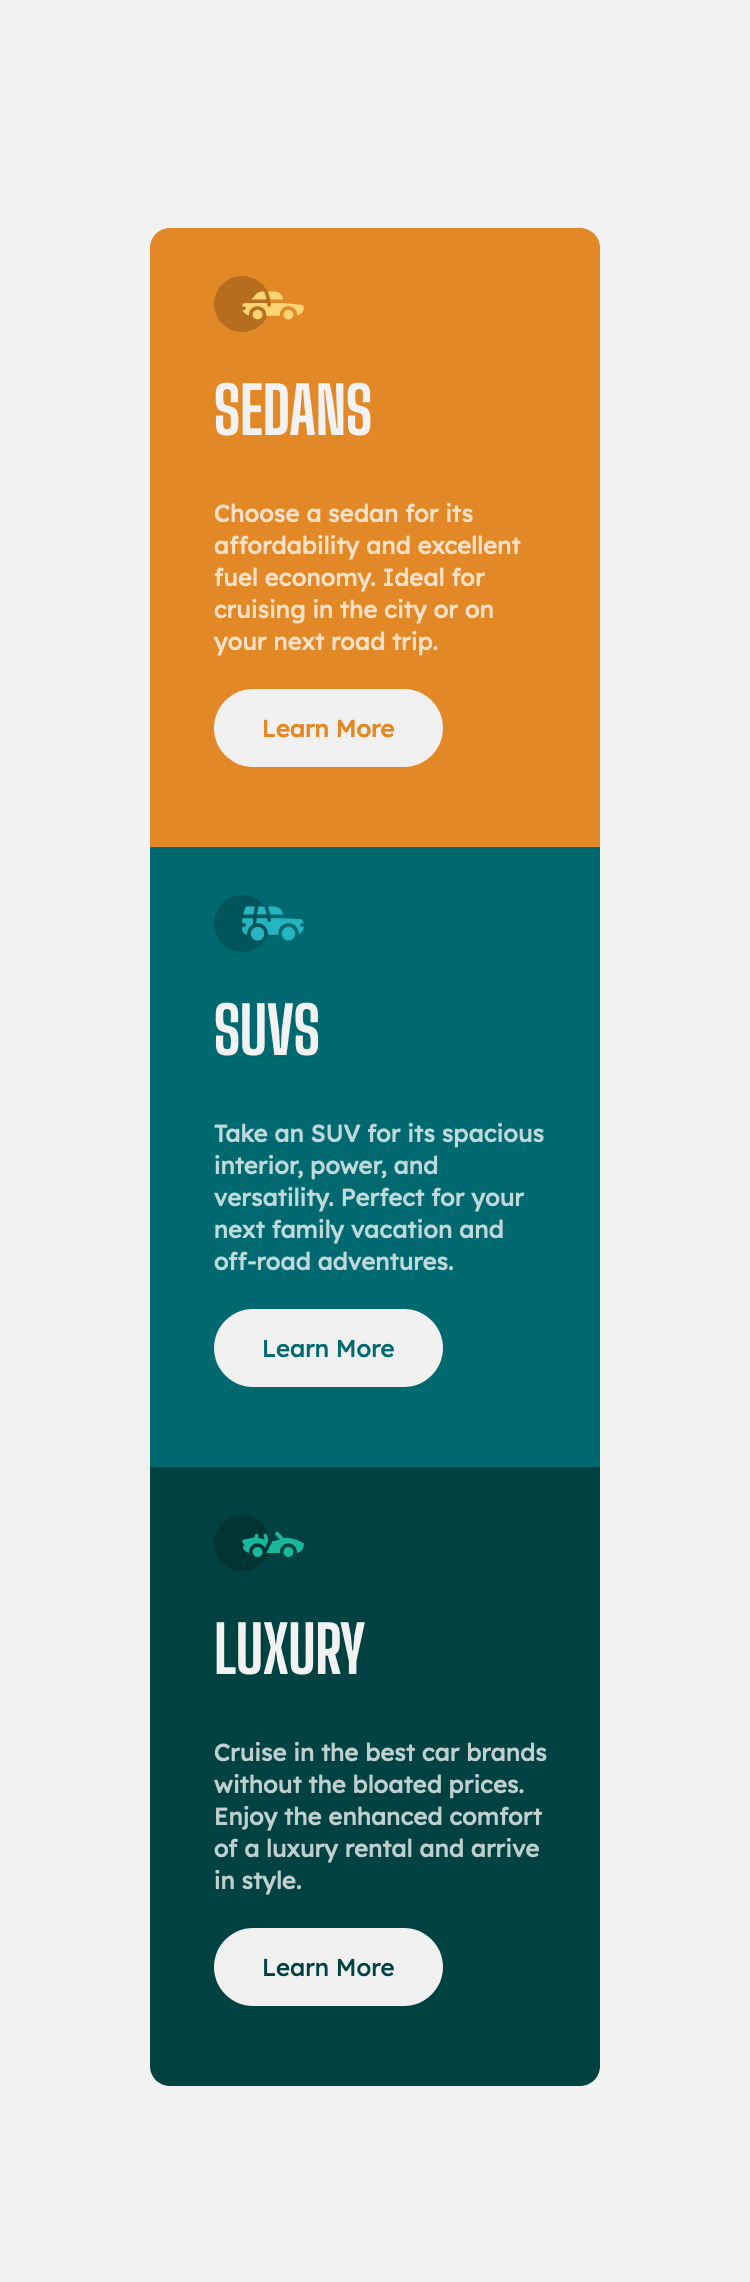 SEDANS
Choose a sedan for its
affordability and excellent
fuel economy. Ideal for
cruising in the city or on
your next road trip.
Learn More
SUVS
Take an SUV for its spacious
interior, power, and
versatility. Perfect for your
next family vacation and
off-road adventures.
Learn More
LUXURY
Cruise in the best car brands
without the bloated prices.
Enjoy the enhanced comfort
of a luxury rental and arrive
in style.
Learn More